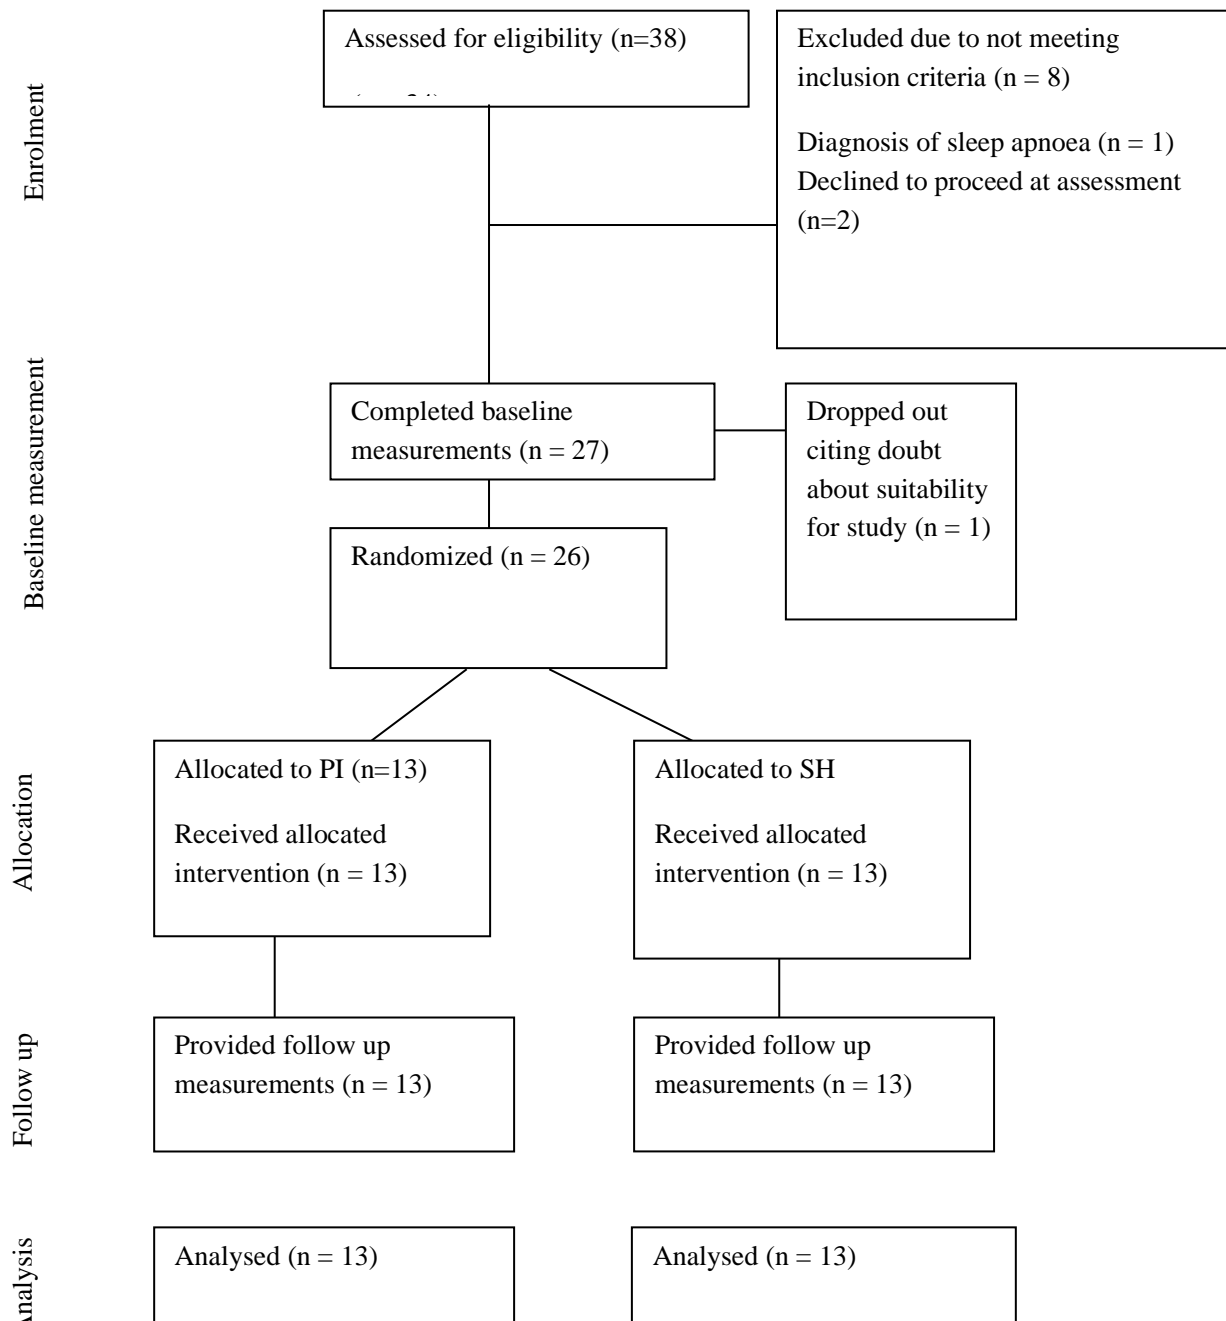 Enrolment
Assessed for eligibility (n=38)
Excluded due to not meeting
inclusion criteria (n = 8)
Diagnosis of sleep apnoea (n = 1)
Declined to proceed at assessment
(n=2)
Baseline measurement
Completed baseline
measurements (n = 27)
Dropped out
citing doubt
about suitability
for study (n = 1)
Randomized (n = 26)
Allocation
Allocated to PI (n=13)
Received allocated
intervention (n = 13)
Allocated to SH
Received allocated
intervention (n = 13)
Follow up
Provided follow up
measurements (n = 13)
Provided follow up
measurements (n = 13)
Analysis
Analysed (n = 13)
Analysed (n = 13)